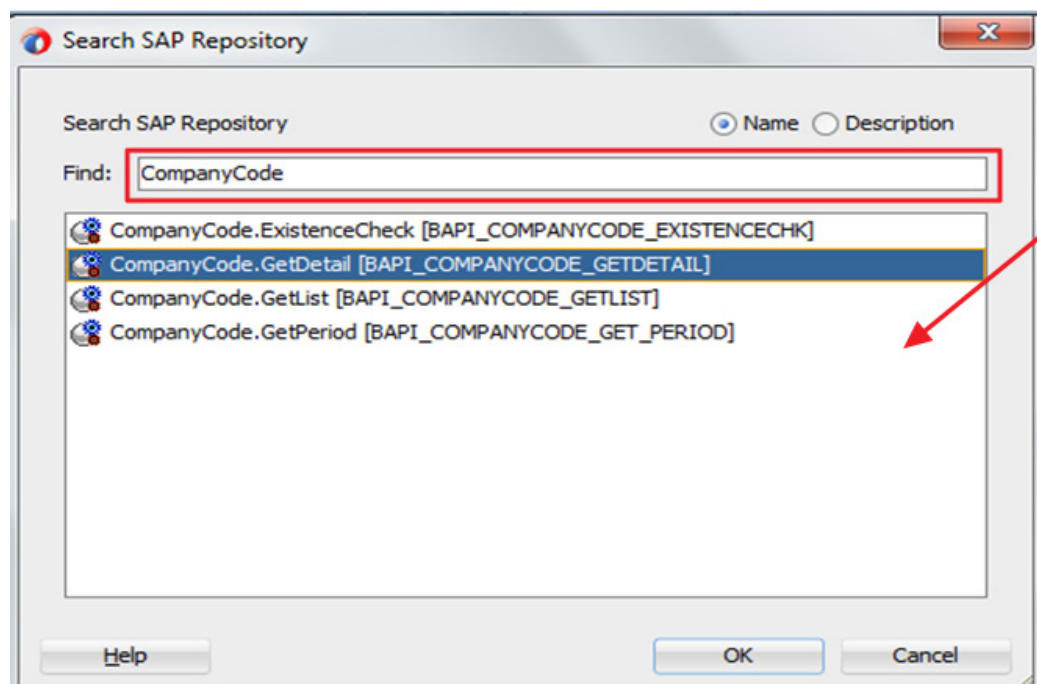 Search SAP Repository
Search SAP Repository Name Description
Find: CompanyCode
CompanyCode.ExistenceCheck [BAPI_COMPANYCODE_EXISTENCECHK]
CompanyCode.GetDetail [BAPI_COMPANYCODE_GETDETAIL]
CompanyCode.GetList [BAPI_COMPANYCODE_GETLIST]
CompanyCode.GetPeriod [BAPI_COMPANYCODE_GET_PERIOD]
Help OK Cancel